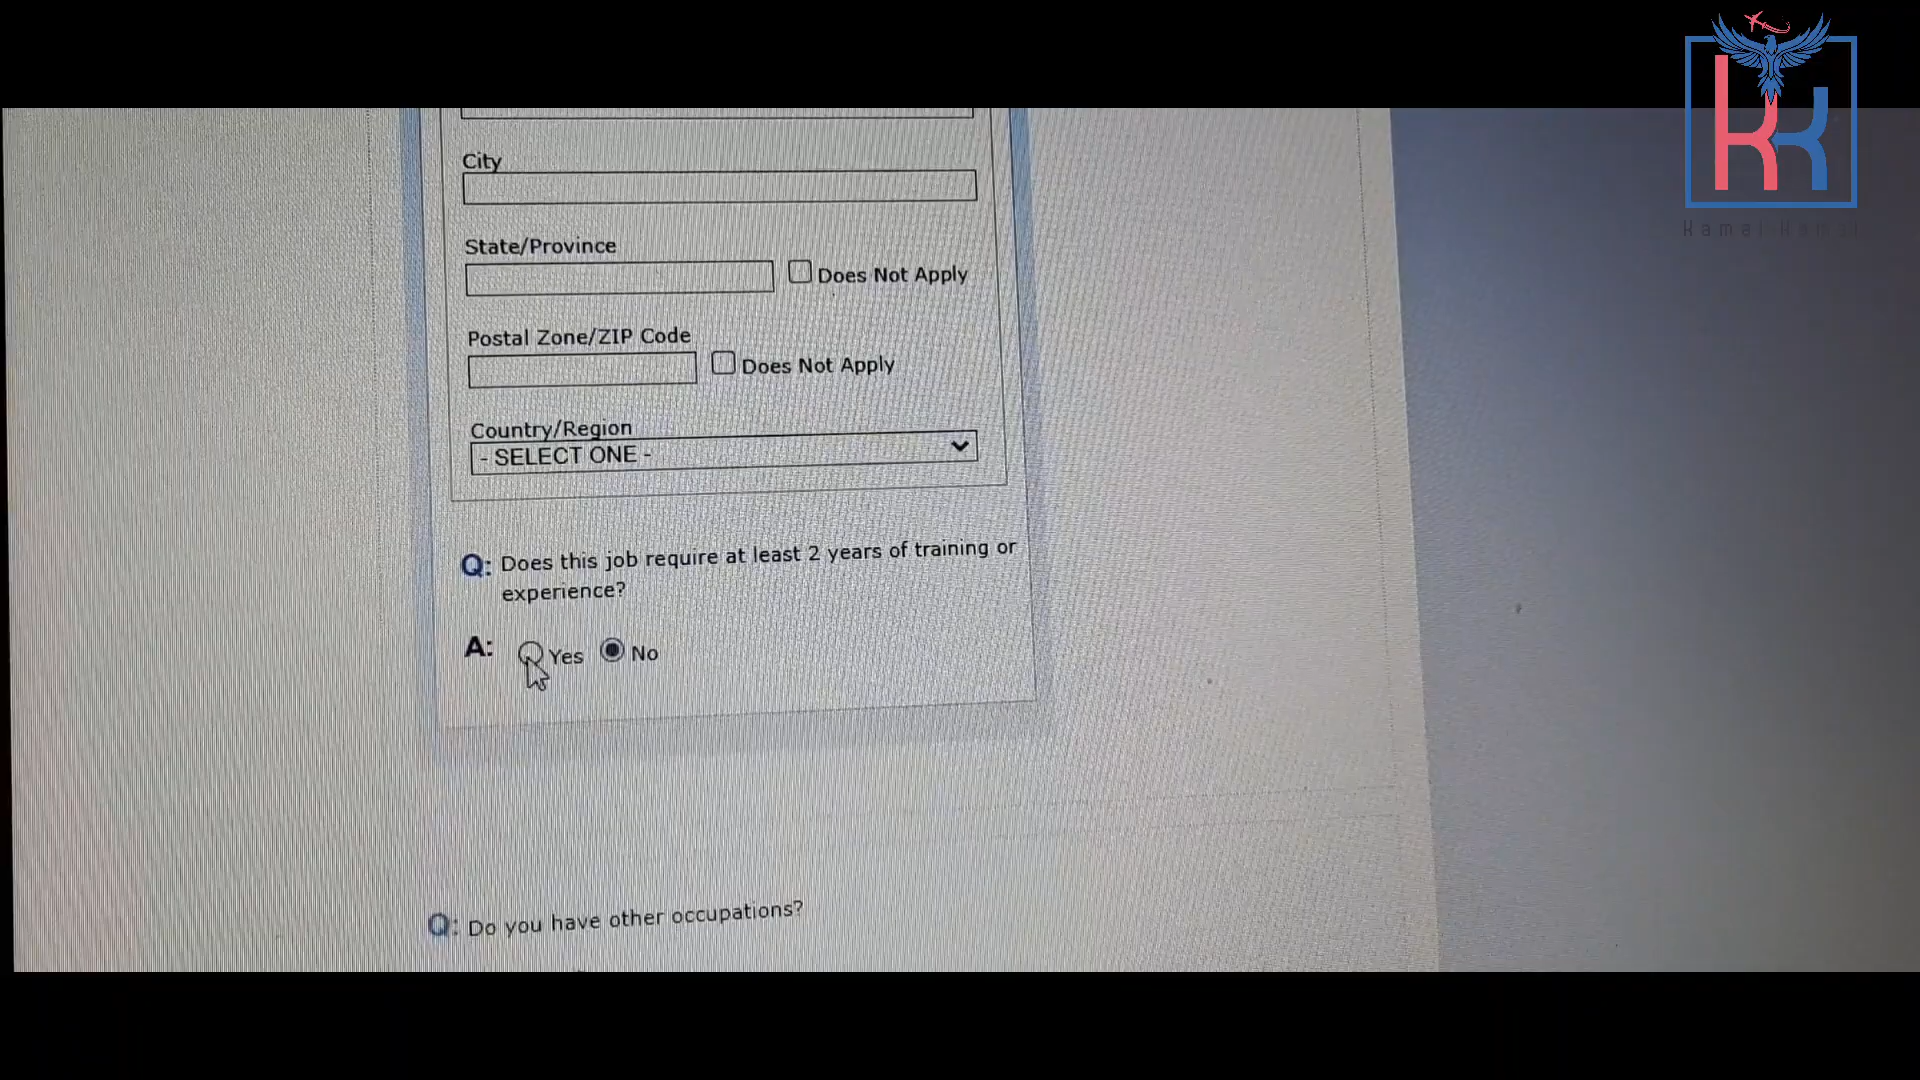 City
State/Province
Does Not Apply
Postal Zone/ZIP Code
Does Not Apply
Country/Region
- SELECT ONE -
Q: Does this job require at least 2 years of training or
experience?
A: Yes No
Q: Do you have other occupations?